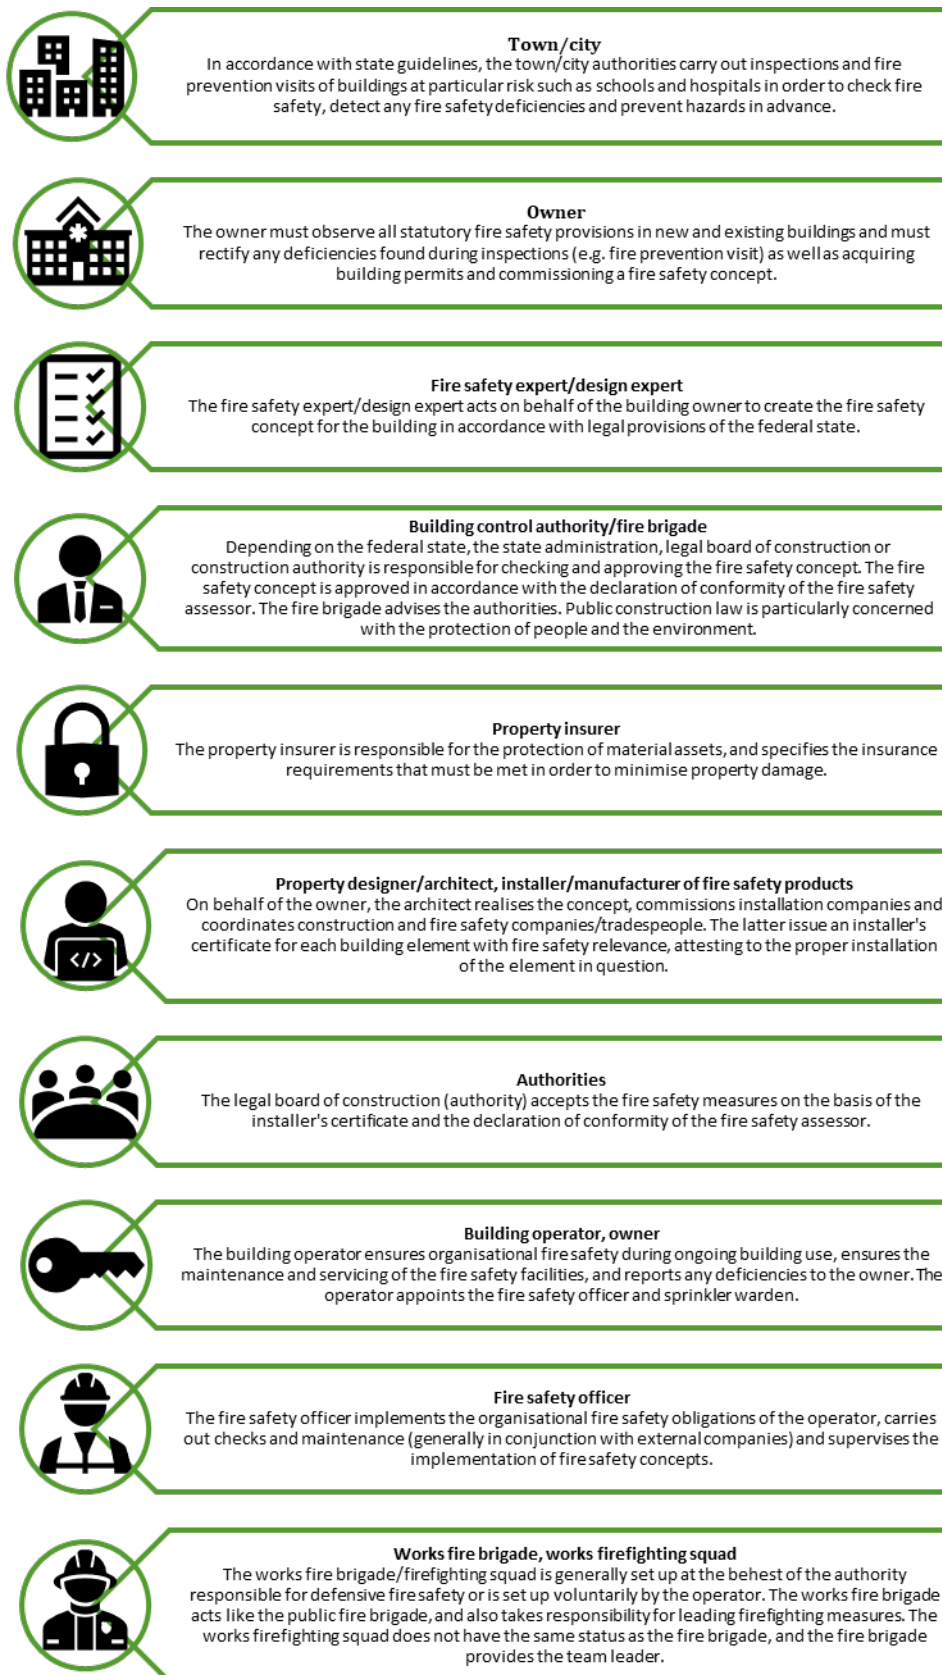 Town/city
In accordance with state guidelines, the town/city authorities carry out inspections and fire
prevention visits of buildings at particular risk such as schools and hospitals in order to check fire
safety, detect any fire safety deficiencies and prevent hazards in advance.
Owner
The owner must observe all statutory fire safety provisions in new and existing buildings and must
rectify any deficiencies found during inspections (e.g. fire prevention visit) as well as acquiring
building permits and commissioning a fire safety concept.
Fire safety expert/design expert
The fire safety expert/design expert acts on behalf of the building owner to create the fire safety
concept for the building in accordance with legal provisions of the federal state.
Building control authority/fire brigade
Depending on the federal state, the state administration, legal board of construction or
construction authority is responsible for checking and approving the fire safety concept. The fire
safety concept is approved in accordance with the declaration of conformity of the fire safety
assessor. The fire brigade advises the authorities. Public construction law is particularly concerned
with the protection of people and the environment.
Property insurer
The property insurer is responsible for the protection of material assets, and specifies the insurance
requirements that must be met in order to minimise property damage.
Property designer/architect, installer/manufacturer of fire safety products
On behalf of the owner, the architect realises the concept, commissions installation companies and
coordinates construction and fire safety companies/tradespeople. The latter issue an installer's
certificate for each building element with fire safety relevance, attesting to the proper installation
of the element in question.
</>
Authorities
The legal board of construction (authority) accepts the fire safety measures on the basis of the
installer's certificate and the declaration of conformity of the fire safety assessor.
Building operator, owner
The building operator ensures organisational fire safety during ongoing building use, ensures the
maintenance and servicing of the fire safety facilities, and reports any deficiencies to the owner. The
operator appoints the fire safety officer and sprinkler warden.
Fire safety officer
The fire safety officer implements the organisational fire safety obligations of the operator, carries
out checks and maintenance (generally in conjunction with external companies) and supervises the
implementation of fire safety concepts.
Works fire brigade, works firefighting squad
The works fire brigade/firefighting squad is generally set up at the behest of the authority
responsible for defensive fire safety or is set up voluntarily by the operator. The works fire brigade
acts like the public fire brigade, and also takes responsibility for leading firefighting measures. The
works firefighting squad does not have the same status as the fire brigade, and the fire brigade
provides the team leader.